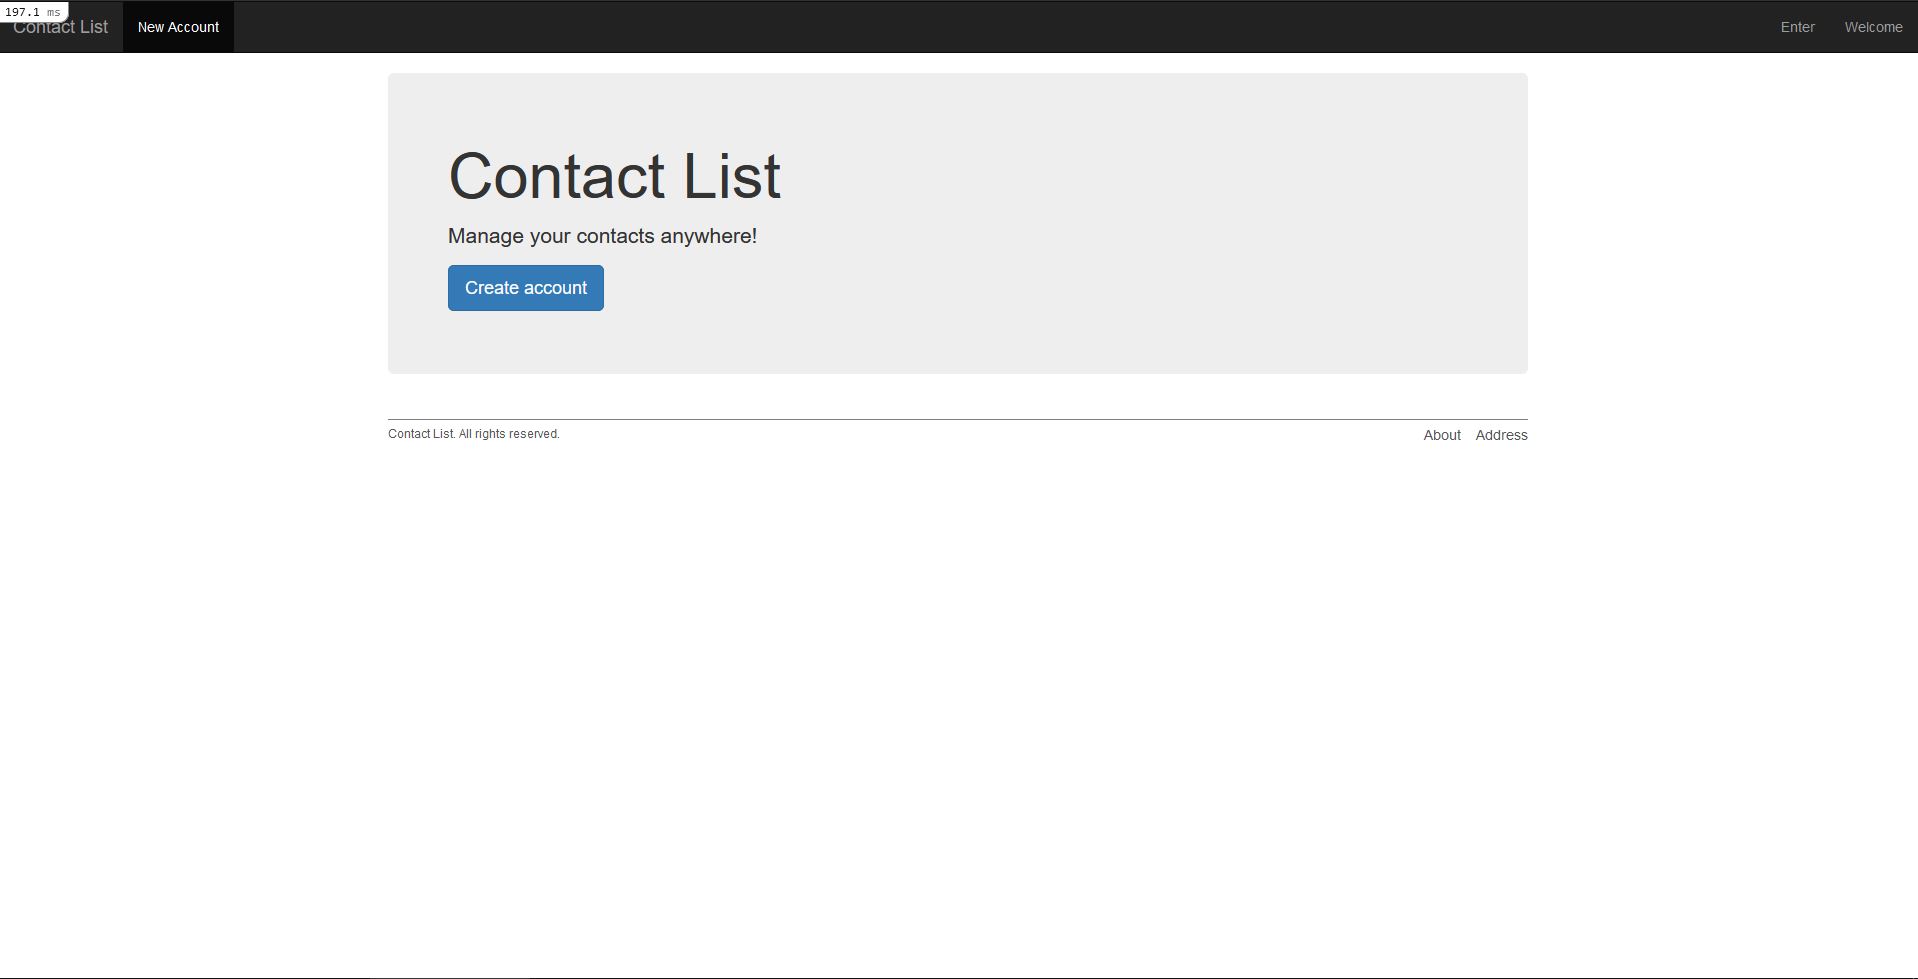 197.1 ms
Contact List New Account Enter Welcome
Contact List
Manage your contacts anywhere!
Create account
Contact List. All rights reserved. About Address